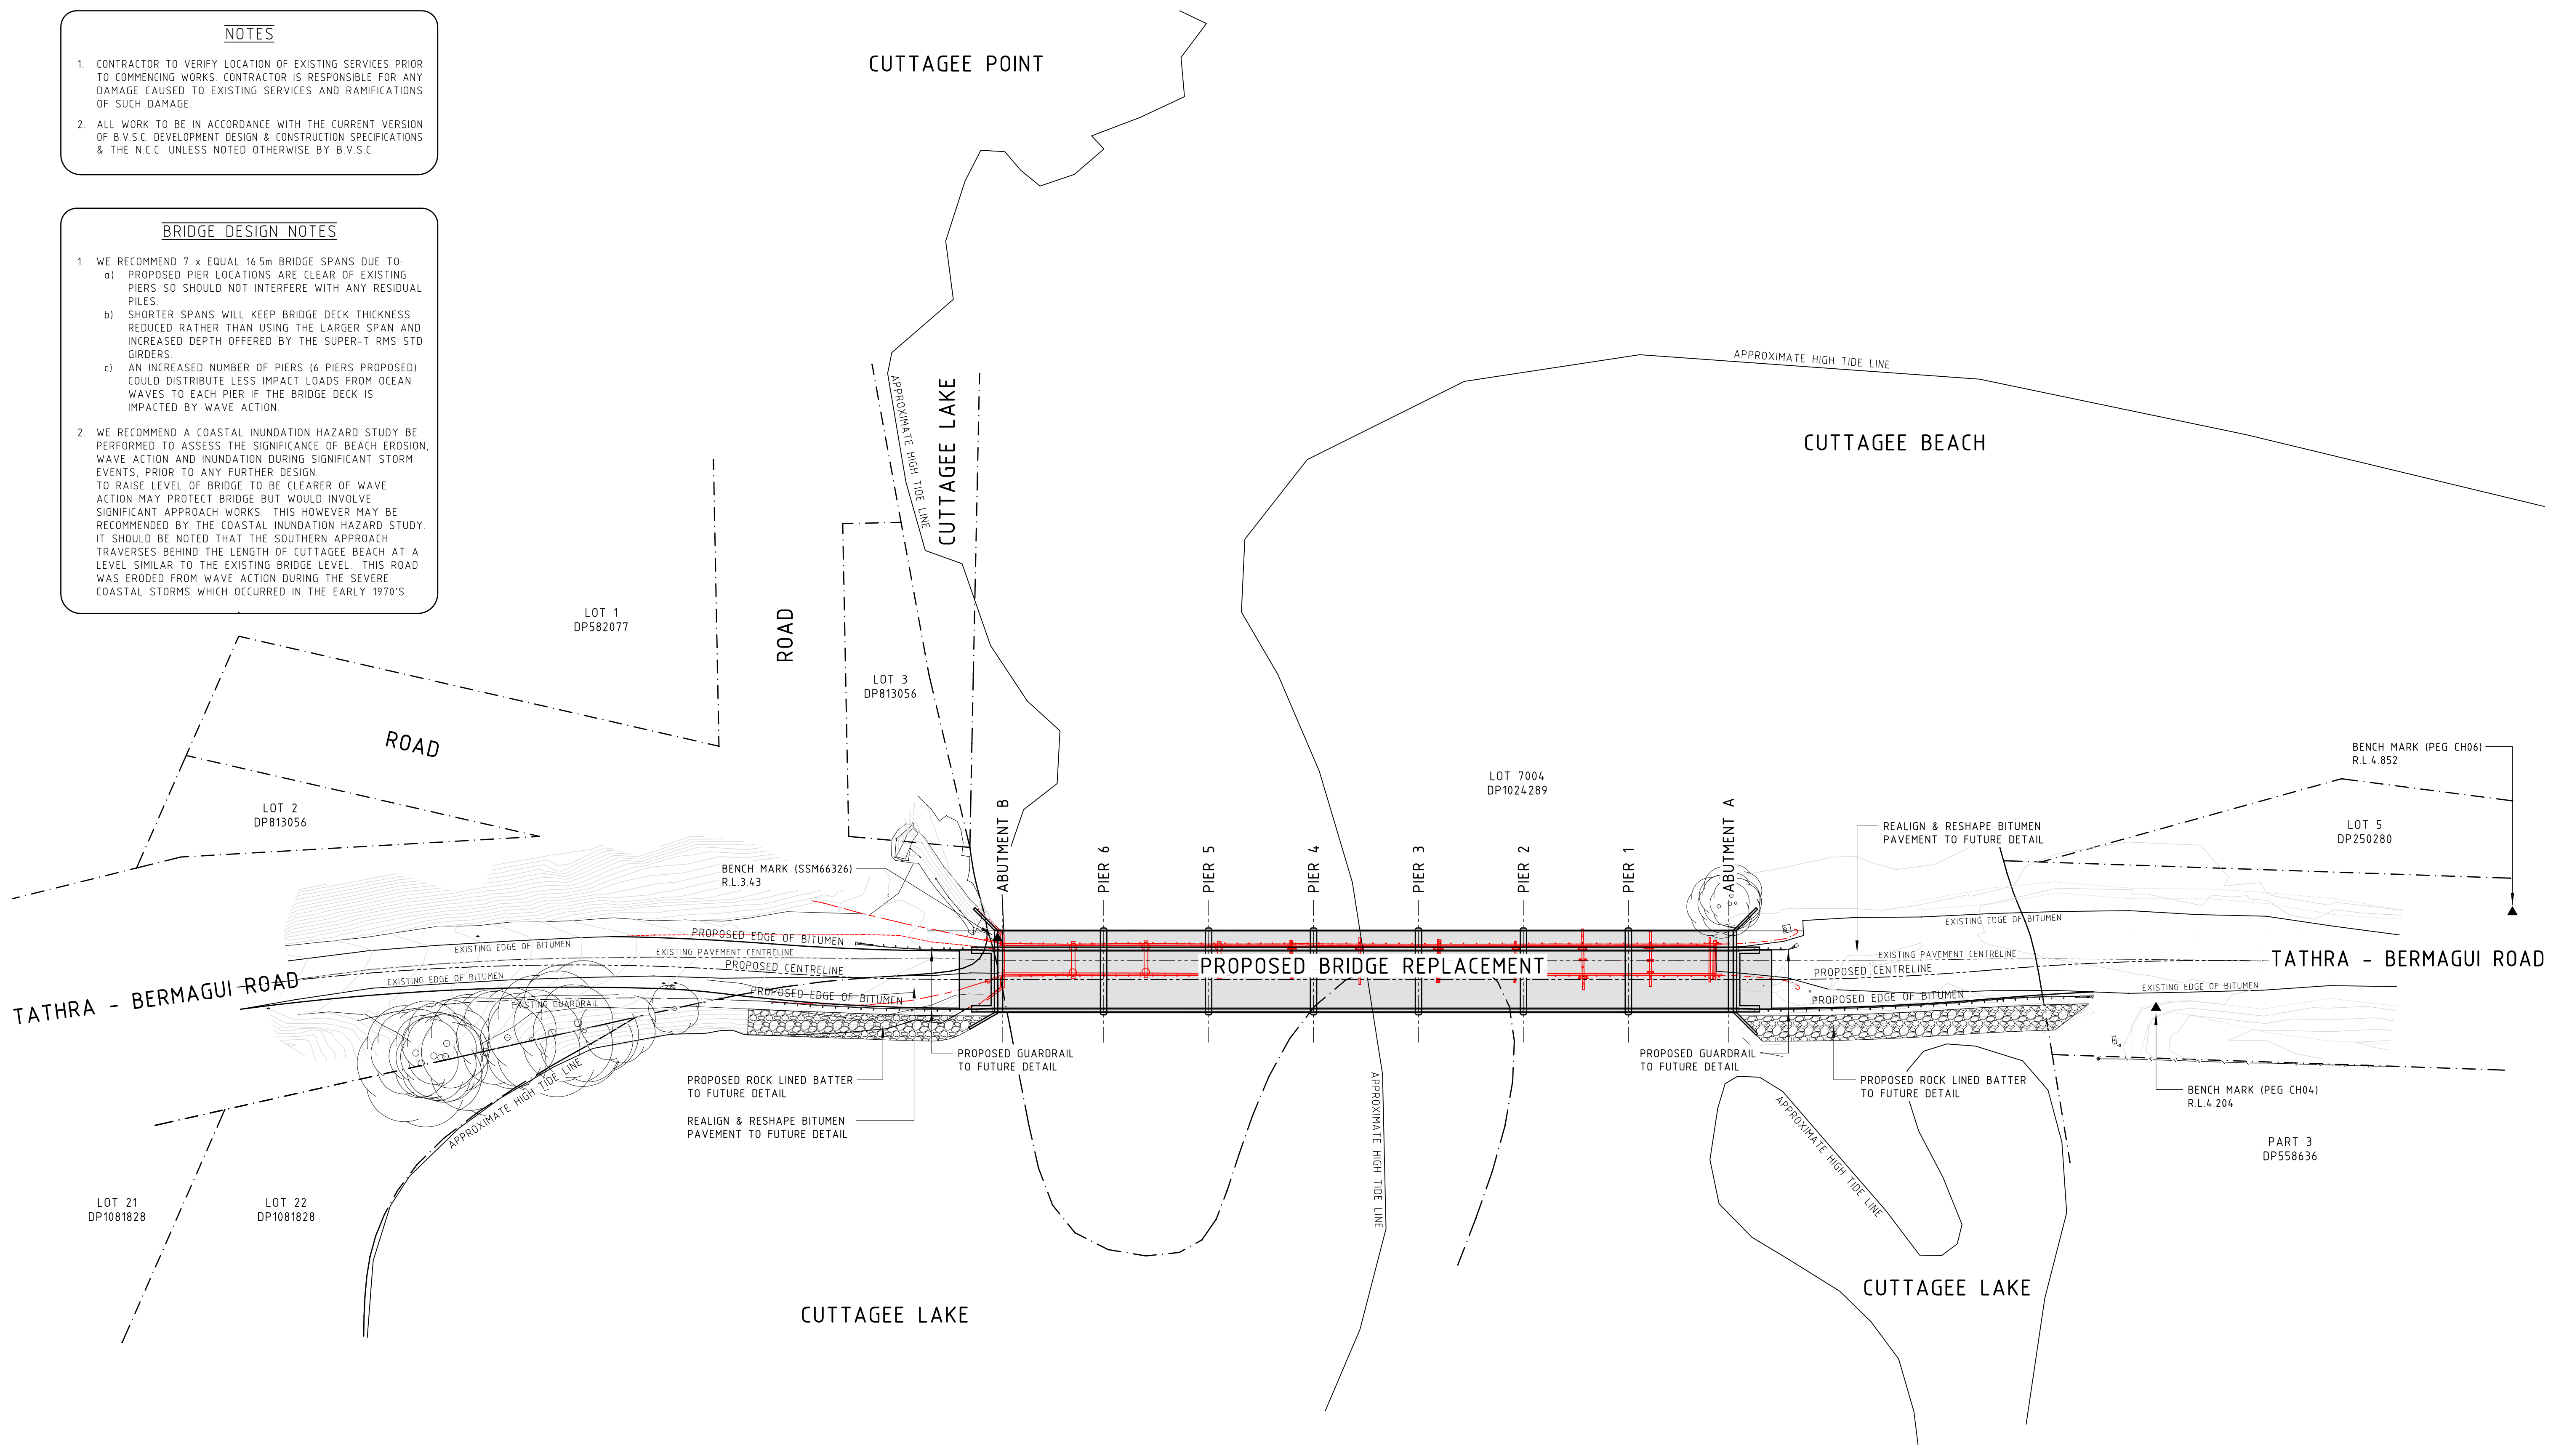 NOTES
1. CONTRACTOR TO VERIFY LOCATION OF EXISTING SERVICES PRIOR
TO COMMENCING WORKS. CONTRACTOR IS RESPONSIBLE FOR ANY
DAMAGE CAUSED TO EXISTING SERVICES AND RAMIFICATIONS
OF SUCH DAMAGE.
2. ALL WORK TO BE IN ACCORDANCE WITH THE CURRENT VERSION
OF B.V.S.C. DEVELOPMENT DESIGN & CONSTRUCTION SPECIFICATIONS
& THE N.C.C. UNLESS NOTED OTHERWISE BY B.V.S.C.
BRIDGE DESIGN NOTES
1. WE RECOMMEND 7 x EQUAL 16.5m BRIDGE SPANS DUE TO:
a) PROPOSED PIER LOCATIONS ARE CLEAR OF EXISTING
PIERS SO SHOULD NOT INTERFERE WITH ANY RESIDUAL
PILES.
b) SHORTER SPANS WILL KEEP BRIDGE DECK THICKNESS
REDUCED RATHER THAN USING THE LARGER SPAN AND
INCREASED DEPTH OFFERED BY THE SUPER-T RMS STD
GIRDERS.
c) AN INCREASED NUMBER OF PIERS (6 PIERS PROPOSED)
COULD DISTRIBUTE LESS IMPACT LOADS FROM OCEAN
WAVES TO EACH PIER IF THE BRIDGE DECK IS
IMPACTED BY WAVE ACTION.
2. WE RECOMMEND A COASTAL INUNDATION HAZARD STUDY BE
PERFORMED TO ASSESS THE SIGNIFICANCE OF BEACH EROSION,
WAVE ACTION AND INUNDATION DURING SIGNIFICANT STORM
EVENTS, PRIOR TO ANY FURTHER DESIGN.
TO RAISE LEVEL OF BRIDGE TO BE CLEARER OF WAVE
ACTION MAY PROTECT BRIDGE BUT WOULD INVOLVE
SIGNIFICANT APPROACH WORKS. THIS HOWEVER MAY BE
RECOMMENDED BY THE COASTAL INUNDATION HAZARD STUDY.
IT SHOULD BE NOTED THAT THE SOUTHERN APPROACH
TRAVERSES BEHIND THE LENGTH OF CUTTAGEE BEACH AT A
LEVEL SIMILAR TO THE EXISTING BRIDGE LEVEL. THIS ROAD
WAS ERODED FROM WAVE ACTION DURING THE SEVERE
COASTAL STORMS WHICH OCCURRED IN THE EARLY 1970'S.
CUTTAGEE POINT
APPROXIMATE HIGH TIDE LINE
CUTTAGEE BEACH
APPROXIMATE HIGH TIDE LINE
CUTTAGEE LAKE
LOT 1
DP582077
ROAD
LOT 3
DP813056
ROAD
LOT 2
DP813056
LOT 7004
DP1024289
BENCH MARK (PEG CH06)
R.L.4.852
LOT 5
DP250280
REALIGN & RESHAPE BITUMEN
PAVEMENT TO FUTURE DETAIL
BENCH MARK (SSM66326)
R.L.3.43
ABUTMENT B
PIER 6
PIER 5
PIER 4
PIER 3
PIER 2
PIER 1
ABUTMENT A
PROPOSED EDGE OF BITUMEN
EXISTING EDGE OF BITUMEN
EXISTING PAVEMENT CENTRELINE
PROPOSED CENTRELINE
EXISTING EDGE OF BITUMEN
PROPOSED EDGE OF BITUMEN
EXISTING GUARDRAIL
TATHRA - BERMAGUI ROAD
PROPOSED BRIDGE REPLACEMENT
EXISTING EDGE OF BITUMEN
EXISTING PAVEMENT CENTRELINE
PROPOSED CENTRELINE
PROPOSED EDGE OF BITUMEN
EXISTING EDGE OF BITUMEN
TATHRA - BERMAGUI ROAD
PROPOSED GUARDRAIL
TO FUTURE DETAIL
PROPOSED GUARDRAIL
TO FUTURE DETAIL
PROPOSED ROCK LINED BATTER
TO FUTURE DETAIL
PROPOSED ROCK LINED BATTER
TO FUTURE DETAIL
BENCH MARK (PEG CH04)
R.L.4.204
REALIGN & RESHAPE BITUMEN
PAVEMENT TO FUTURE DETAIL
APPROXIMATE HIGH TIDE LINE
APPROXIMATE HIGH TIDE LINE
APPROXIMATE HIGH TIDE LINE
PART 3
DP558636
LOT 21
DP1081828
LOT 22
DP1081828
CUTTAGEE LAKE
CUTTAGEE LAKE